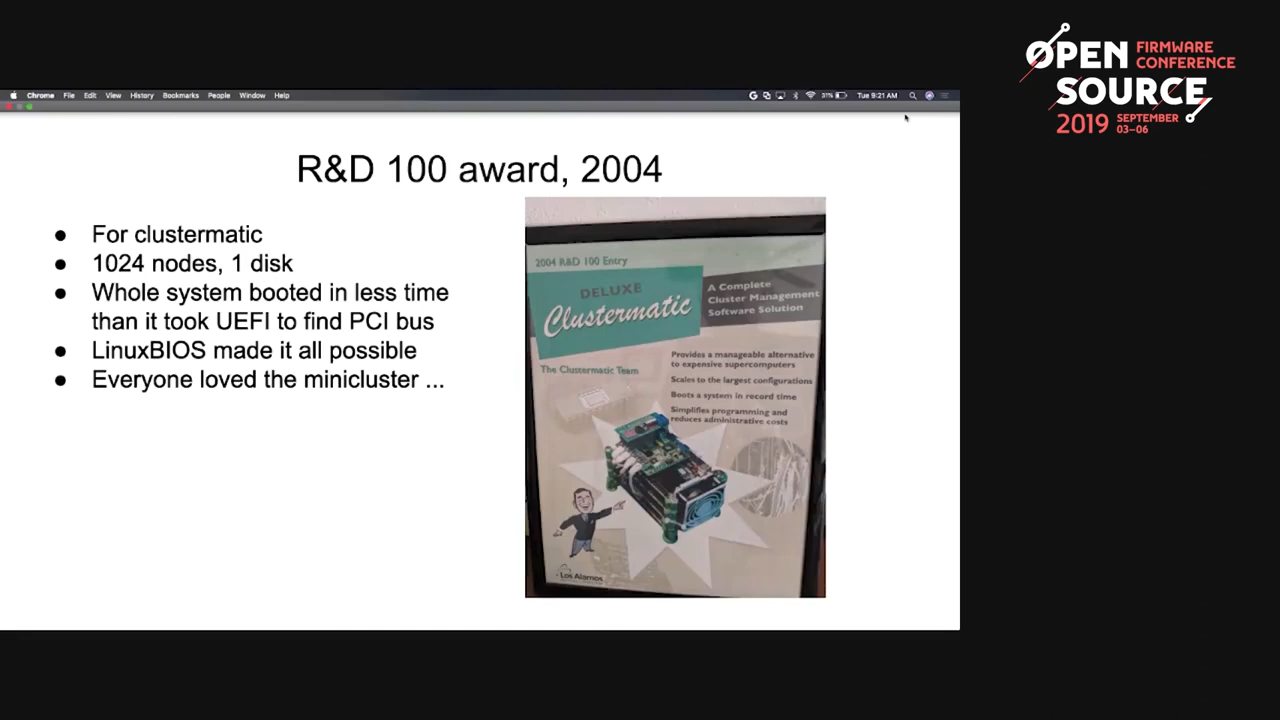 OPEN
SOURCE
FIRMWARE
CONFERENCE
2019
SEPTEMBER
03–06
Chrome File Edit View History Bookmarks People Window Help
31% Tue 9:21 AM
R&D 100 award, 2004
● For clustermatic
● 1024 nodes, 1 disk
● Whole system booted in less time
than it took UEFI to find PCI bus
● LinuxBIOS made it all possible
● Everyone loved the minicluster ...
2004 R&D 100 Entry
DELUXE
Clustermatic
A Complete
Cluster Management
Software Solution
The Clustermatic Team
Provides a manageable alternative
to expensive supercomputers
Scales to the largest configurations
Boots a system in record time
Simplifies programming and
reduces administrative costs
Los Alamos